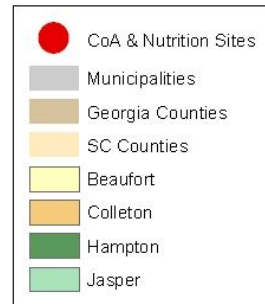 CoA & Nutrition Sites
Municipalities
Georgia Counties
SC Counties
Beaufort
Colleton
Hampton
Jasper